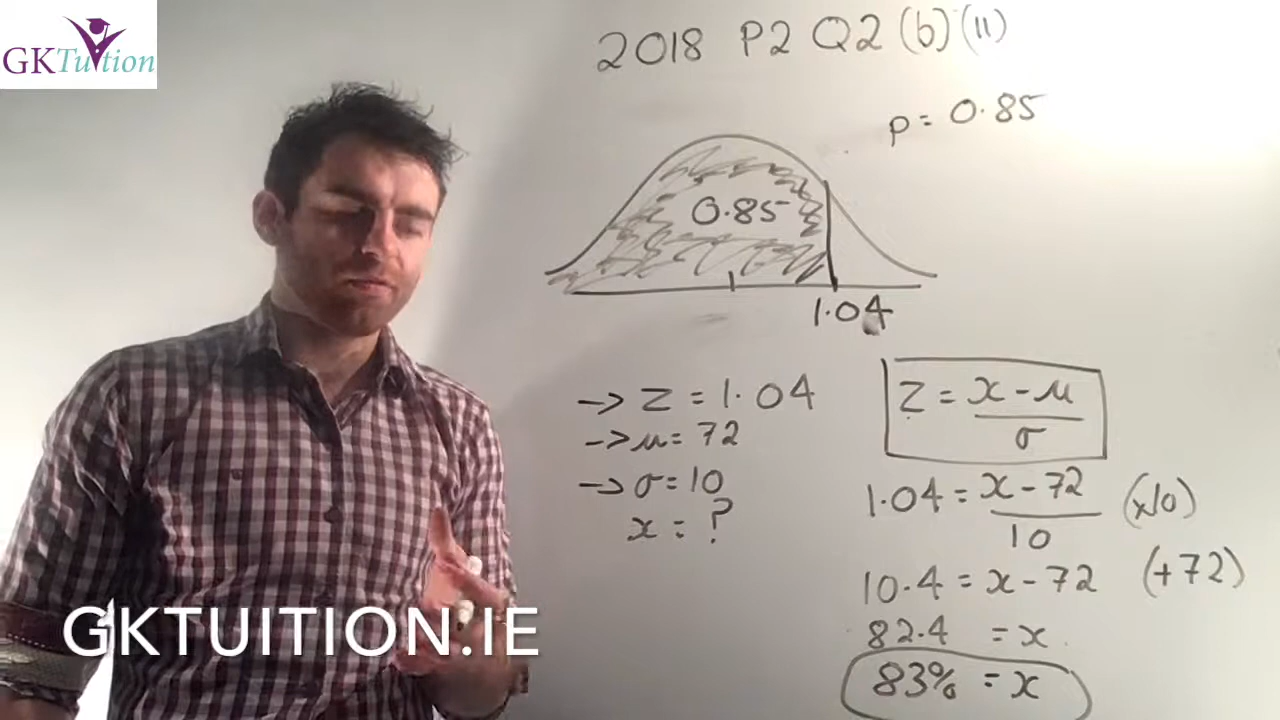 GKTuition
2018 P2 Q2 (b) (ii)
p = 0.85
0.85
1.04
→ z = 1.04
→ μ = 72
→ σ = 10
x = ?
z = x - μ
σ
1.04 = x - 72 (x10)
10
10.4 = x - 72 (+72)
82.4 = x
83% = x
GKTUITION.IE